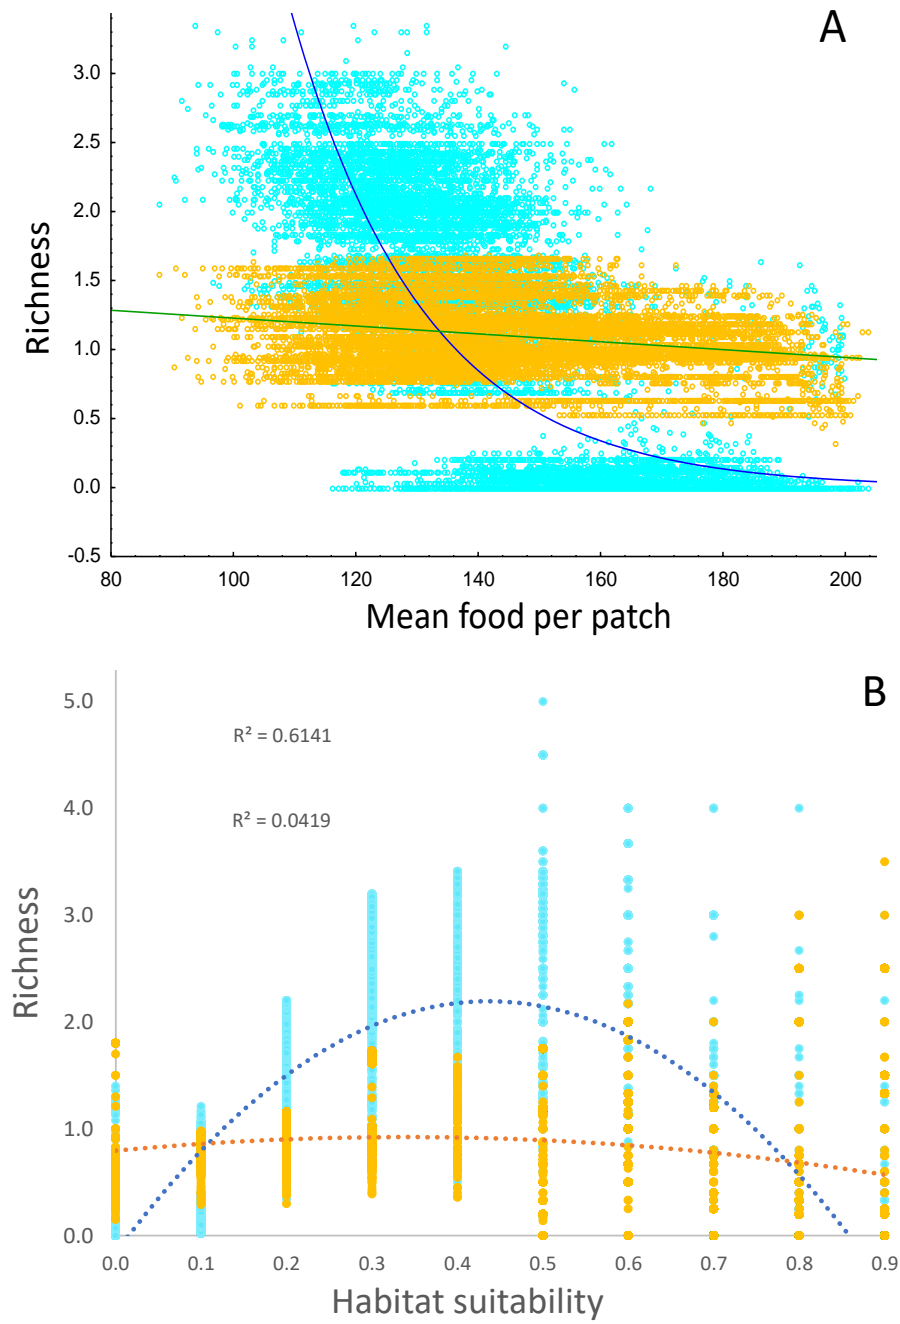 A
3.0
2.5
2.0
1.5
1.0
0.5
0.0
-0.5
Richness
80 100 120 140 160 180 200
Mean food per patch
B
5.0
R² = 0.6141
4.0
R² = 0.0419
3.0
2.0
1.0
0.0
Richness
0.0 0.1 0.2 0.3 0.4 0.5 0.6 0.7 0.8 0.9
Habitat suitability